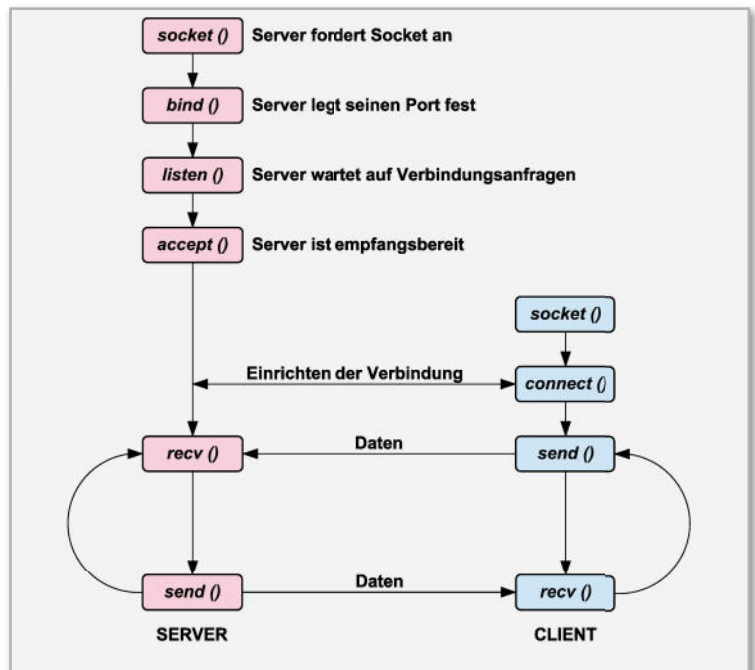 socket () Server fordert Socket an
bind () Server legt seinen Port fest
listen () Server wartet auf Verbindungsanfragen
accept () Server ist empfangsbereit
socket ()
Einrichten der Verbindung connect ()
recv () Daten send ()
send () Daten recv ()
SERVER CLIENT